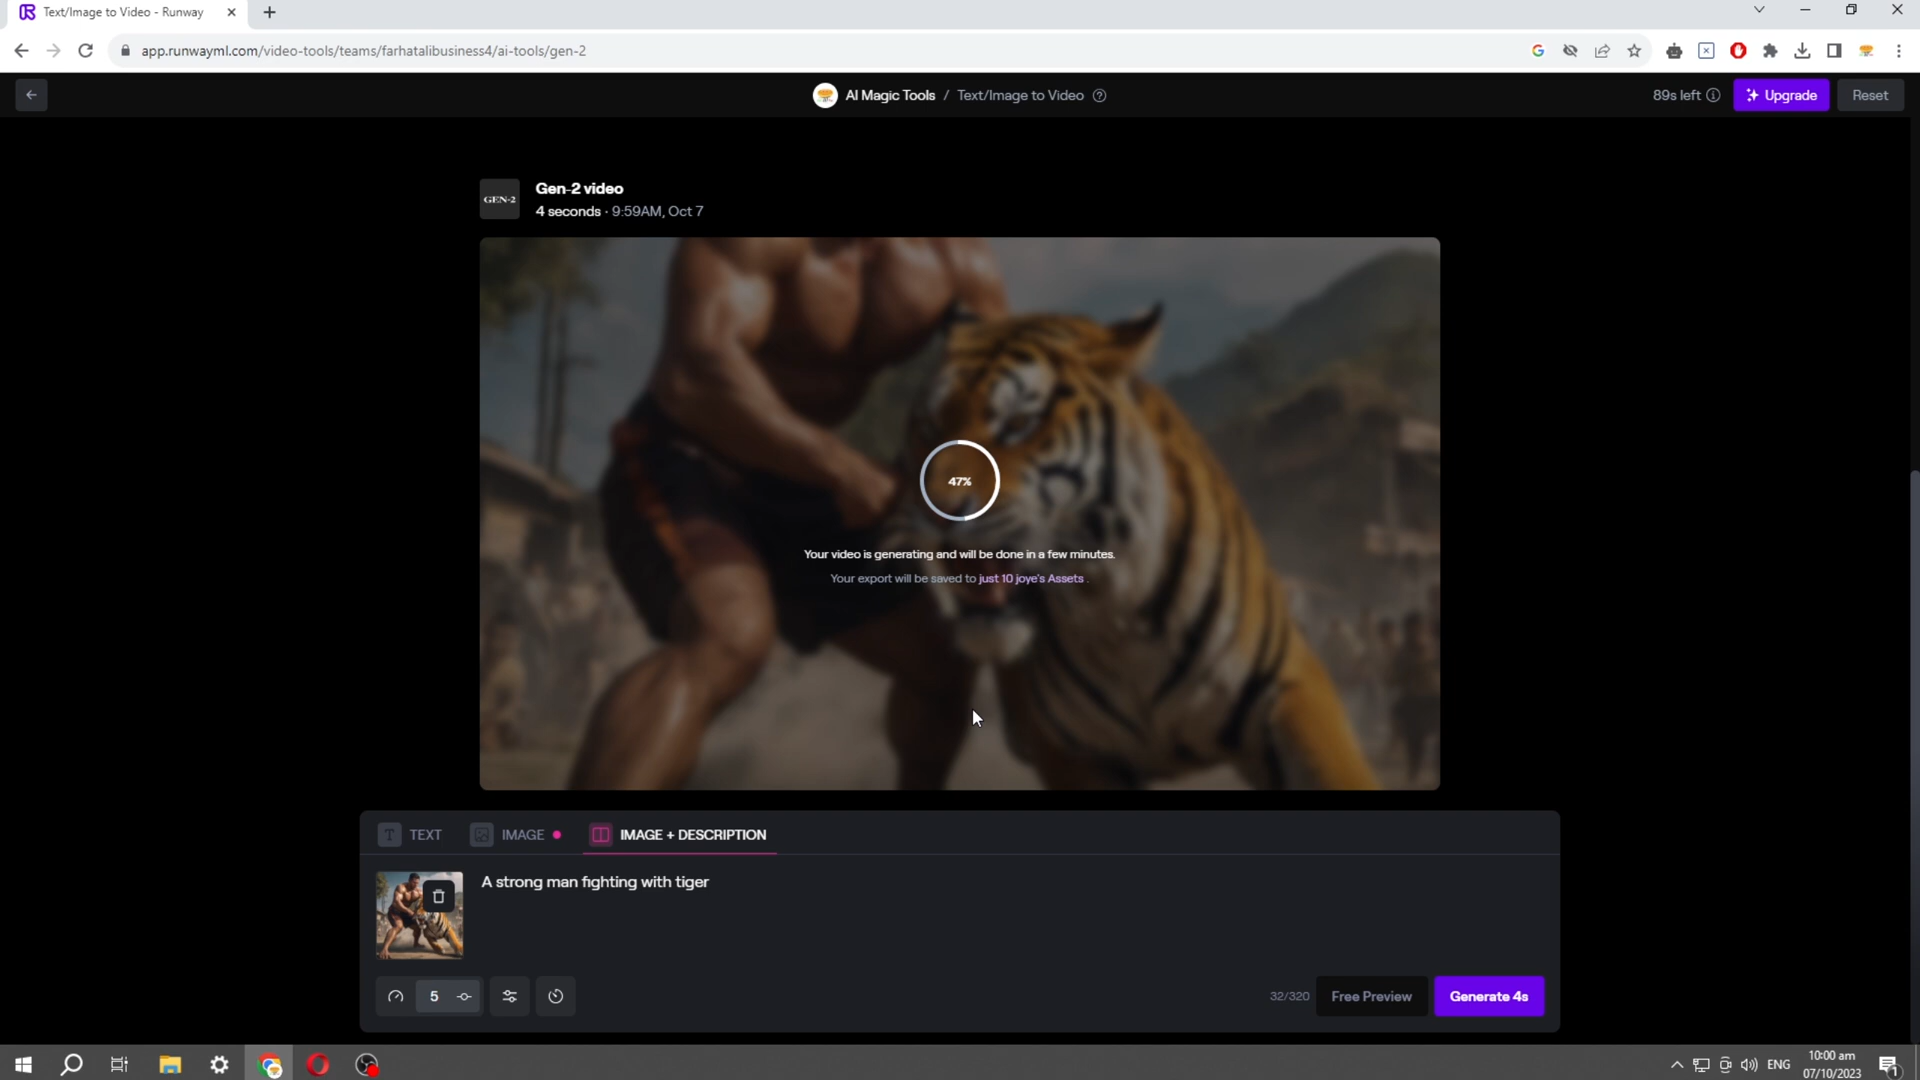 Text/Image to Video - Runway
app.runwayml.com/video-tools/teams/farhatalibusiness4/ai-tools/gen-2
AI Magic Tools / Text/Image to Video
89s left
Upgrade
Reset
GEN-2
Gen-2 video
4 seconds · 9:59AM, Oct 7
47%
Your video is generating and will be done in a few minutes.
Your export will be saved to just 10 joye's Assets .
TEXT
IMAGE
IMAGE + DESCRIPTION
A strong man fighting with tiger
5
32/320
Free Preview
Generate 4s
ENG
10:00 am
07/10/2023
1